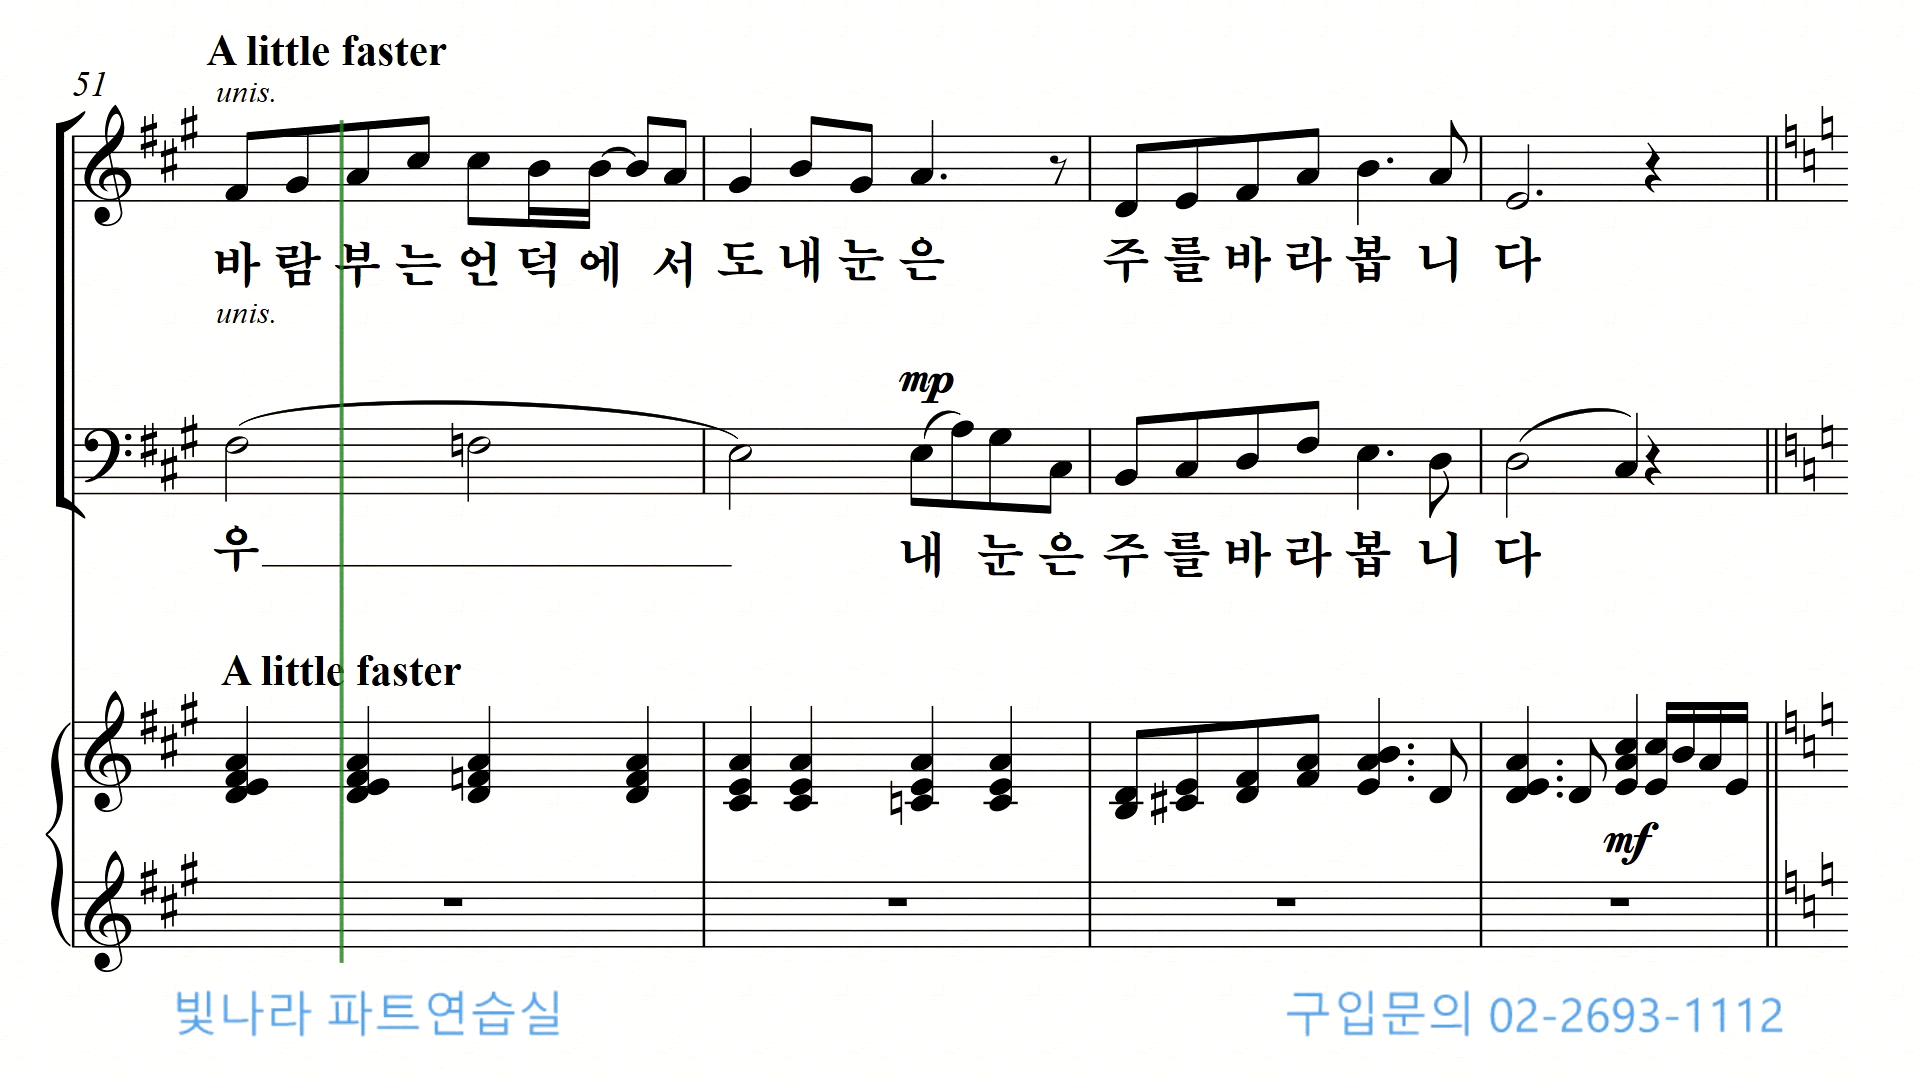 A little faster
51
unis.
바 람 부 는 언 덕 에 서 도 내 눈 은 주 를 바 라 봅 니 다
unis.
mp
우 내 눈 은 주 를 바 라 봅 니 다
A little faster
mf
빛나라 파트연습실
구입문의 02-2693-1112